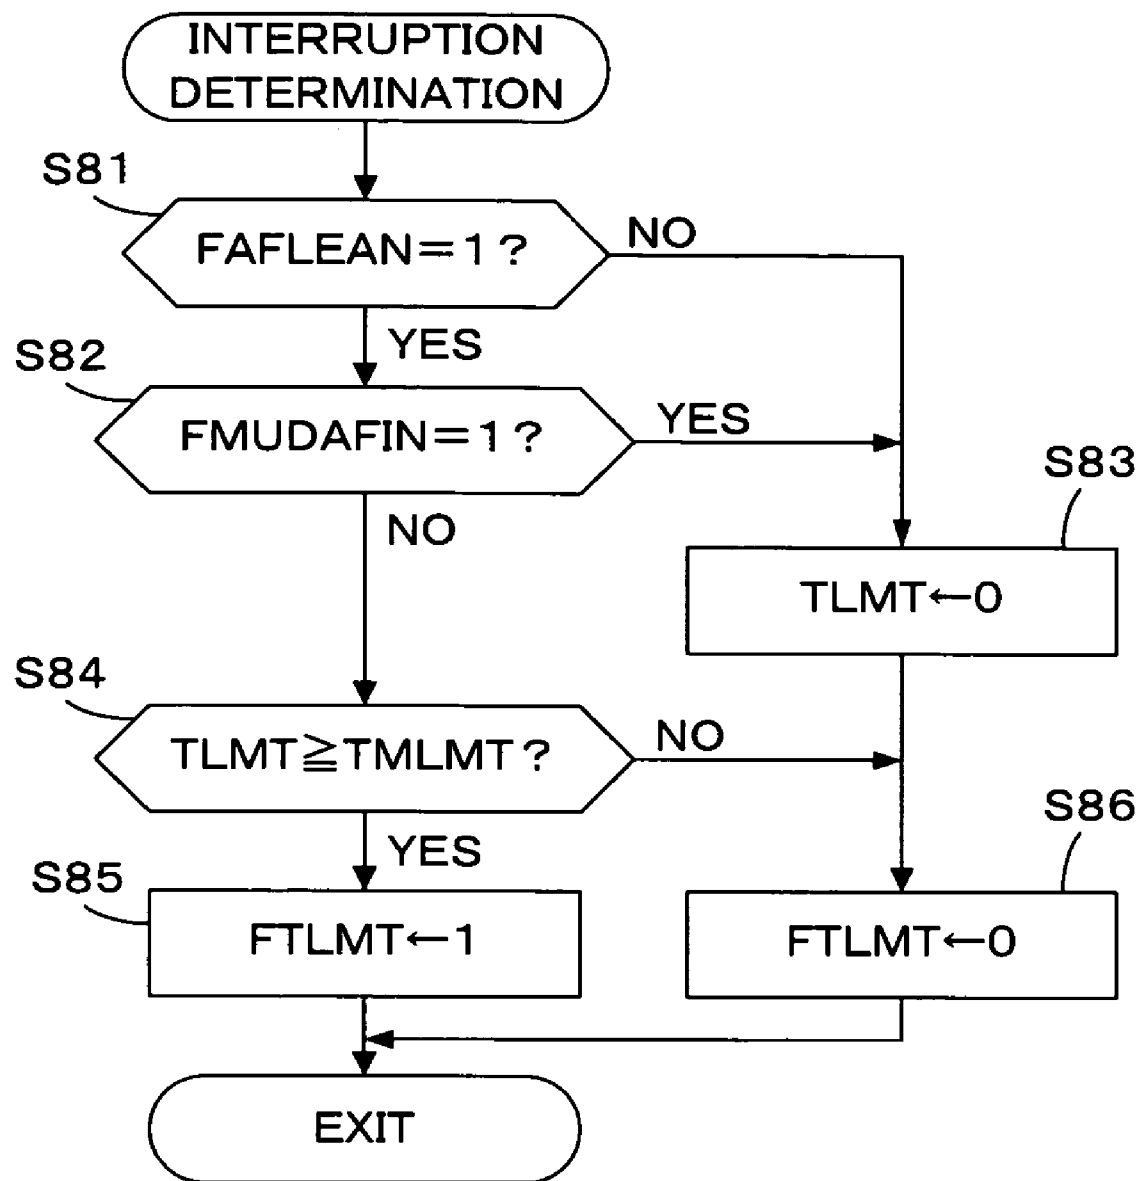 INTERRUPTION
DETERMINATION
S81
FAFLEAN=1?
NO
YES
S82
FMUDAFIN=1?
YES
NO
S83
TLMT←0
S84
TLMT≧TMLMT?
NO
YES
S85
FTLMT←1
S86
FTLMT←0
EXIT